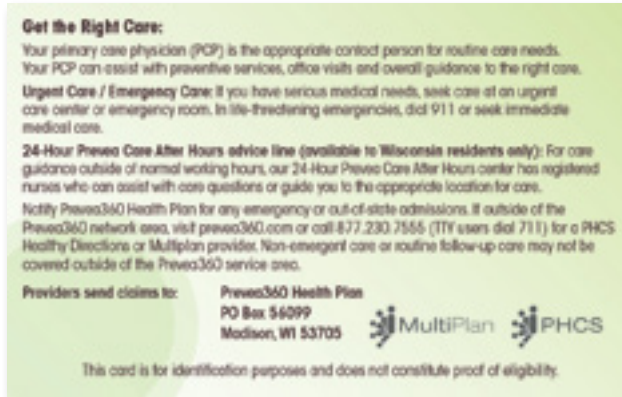 Get the Right Care:
Your primary care physician (PCP) is the appropriate contact person for routine care needs.
Your PCP can assist with preventive services, office visits and overall guidance to the right care.
Urgent Care / Emergency Care: If you have serious medical needs, seek care at an urgent
care center or emergency room. In life-threatening emergencies, dial 911 or seek immediate
medical care.
24-Hour Prevea Care After Hours advice line (available to Wisconsin residents only): For care
guidance outside of normal working hours, our 24-Hour Prevea Care After Hours center has registered
nurses who can assist with care questions or guide you to the appropriate location for care.
Notify Prevea360 Health Plan for any emergency or out-of-state admissions. If outside of the
Prevea360 network area, visit prevea360.com or call 877.230.7555 (TTY users dial 711) for a PHCS
Healthy Directions or Multiplan provider. Non-emergent care or routine follow-up care may not be
covered outside of the Prevea360 service area.
Providers send claims to: Prevea360 Health Plan
PO Box 56099
Madison, WI 53705
MultiPlan PHCS
This card is for identification purposes and does not constitute proof of eligibility.